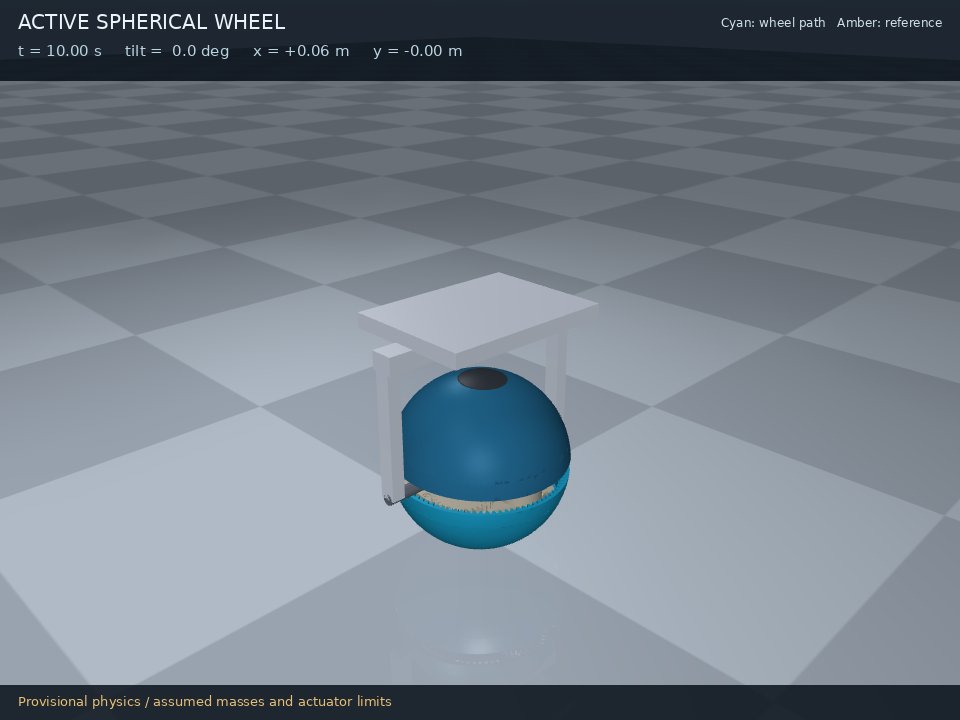 ACTIVE SPHERICAL WHEEL
Cyan: wheel path   Amber: reference
t = 10.00 s   tilt =  0.0 deg   x = +0.06 m   y = -0.00 m
Provisional physics / assumed masses and actuator limits